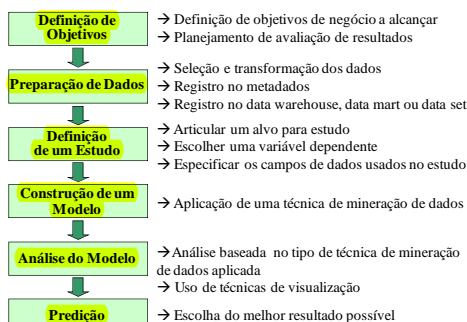 Definição de
Objetivos
→ Definição de objetivos de negócio a alcançar
→ Planejamento de avaliação de resultados
Preparação de Dados
→ Seleção e transformação dos dados
→ Registro no metadados
→ Registro no data warehouse, data mart ou data set
Definição
de um Estudo
→ Articular um alvo para estudo
→ Escolher uma variável dependente
→ Especificar os campos de dados usados no estudo
Construção de um
Modelo
→ Aplicação de uma técnica de mineração de dados
Análise do Modelo
→ Análise baseada no tipo de técnica de mineração
de dados aplicada
→ Uso de técnicas de visualização
Predição
→ Escolha do melhor resultado possível